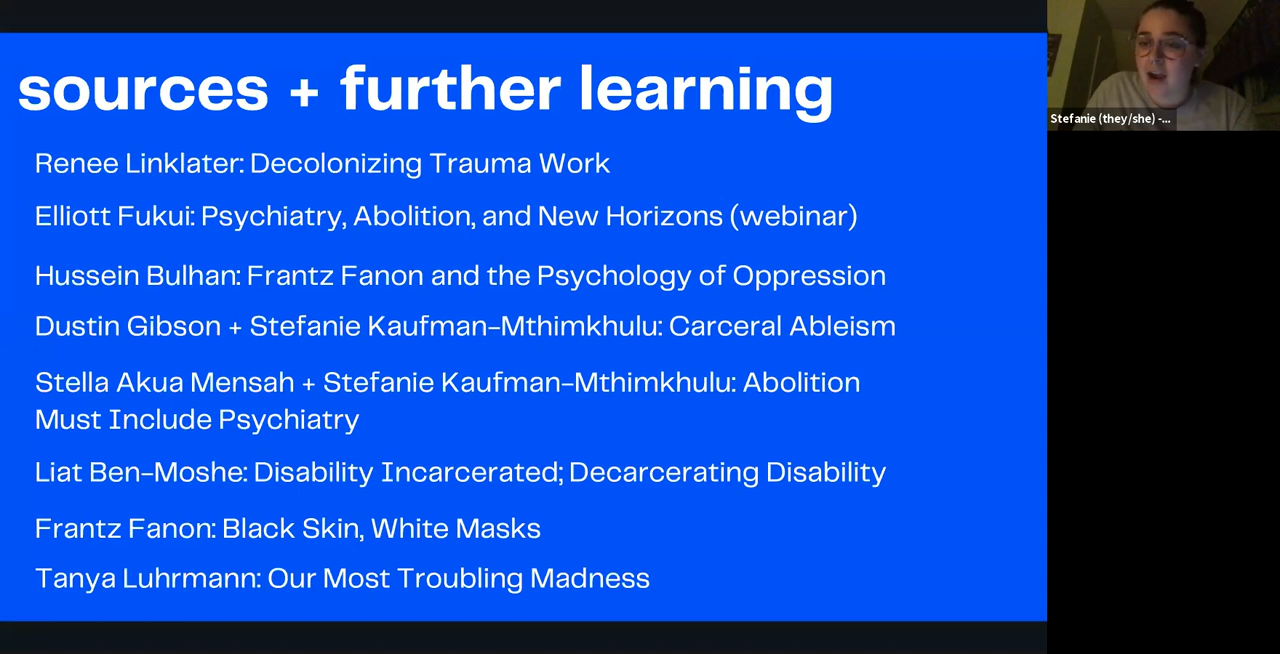 sources + further learning
Renee Linklater: Decolonizing Trauma Work
Elliott Fukui: Psychiatry, Abolition, and New Horizons (webinar)
Hussein Bulhan: Frantz Fanon and the Psychology of Oppression
Dustin Gibson + Stefanie Kaufman-Mthimkhulu: Carceral Ableism
Stella Akua Mensah + Stefanie Kaufman-Mthimkhulu: Abolition
Must Include Psychiatry
Liat Ben-Moshe: Disability Incarcerated; Decarcerating Disability
Frantz Fanon: Black Skin, White Masks
Tanya Luhrmann: Our Most Troubling Madness
Stefanie (they/she) -...